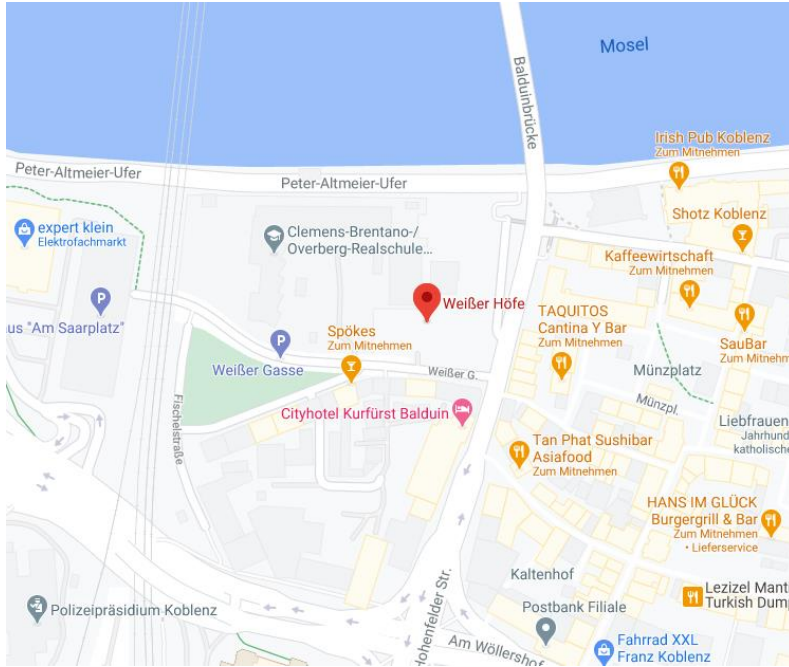 Mosel
Balduinbrücke
Irish Pub Koblenz
Zum Mitnehmen
Peter-Altmeier-Ufer
Peter-Altmeier-Ufer
Shotz Koblenz
expert klein
Elektrofachmarkt
Clemens-Brentano-/
Overberg-Realschule...
Kaffeewirtschaft
Zum Mitnehmen
Weißer Höfe
P
us "Am Saarplatz"
TAQUITOS
Cantina Y Bar
Zum Mitnehmen
Spökes
Zum Mitnehmen
P
Weißer Gasse
SauBar
Zum Mitnehm
Münzplatz
Weißer G.
Fischelstraße
Münzpl.
Cityhotel Kurfürst Balduin
Liebfrauen
Jahrhund
katholische
Tan Phat Sushibar
Asiafood
Zum Mitnehmen
HANS IM GLÜCK
Burgergrill & Bar
Zum Mitnehmen
• Lieferservice
Kaltenhof
Hohenfelder Str.
Lezizel Mant
Turkish Dump
Polizeipräsidium Koblenz
Postbank Filiale
Am Wöllershof
Fahrrad XXL
Franz Koblenz